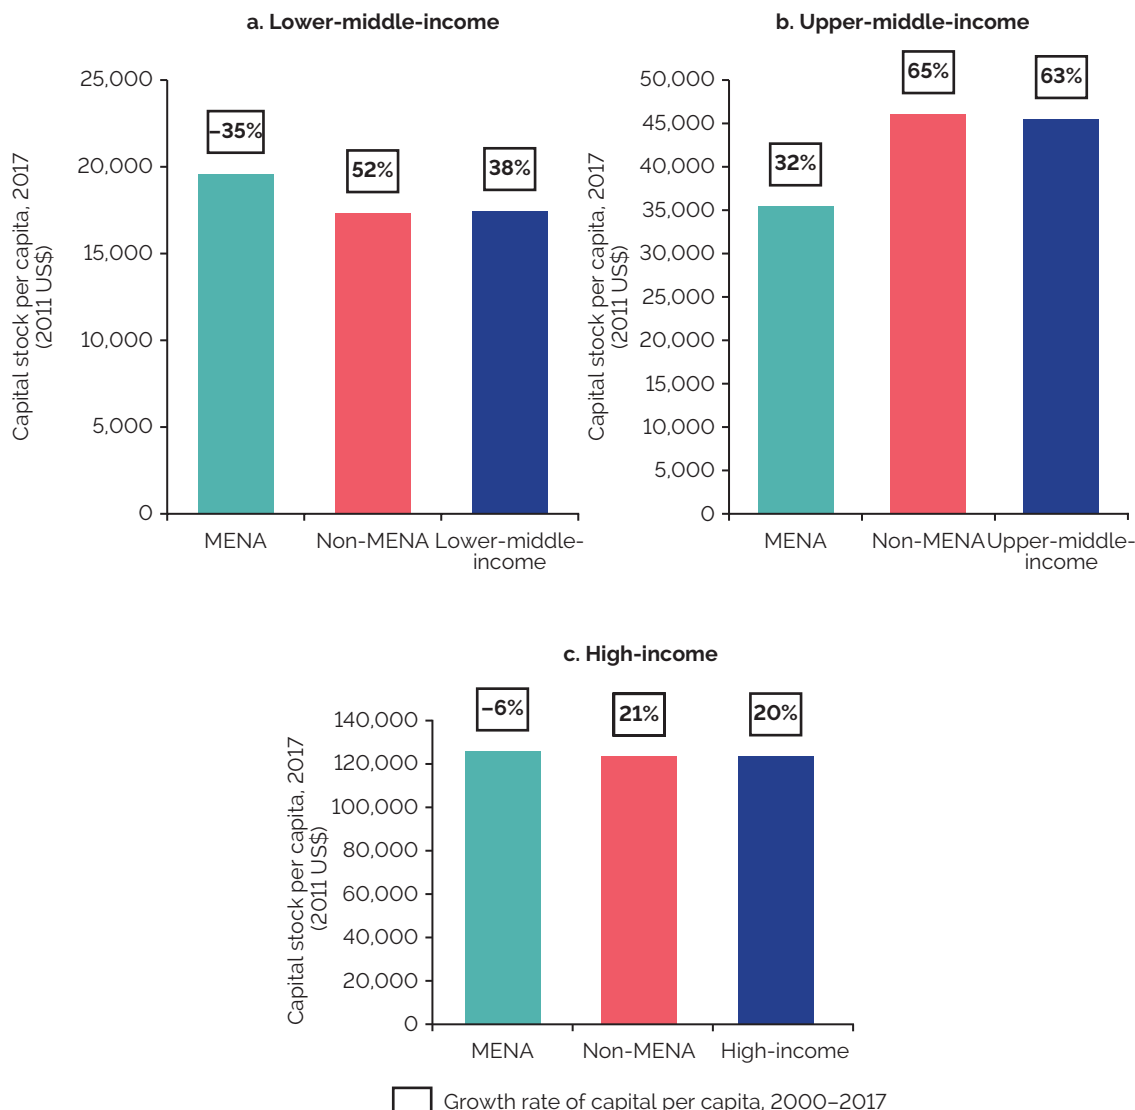 a. Lower-middle-income
Capital stock per capita, 2017
(2011 US$)
25,000
20,000
15,000
10,000
5,000
0
–35%
52%
38%
MENA
Non-MENA
Lower-middle-
income
b. Upper-middle-income
Capital stock per capita, 2017
(2011 US$)
50,000
45,000
40,000
35,000
30,000
25,000
20,000
15,000
10,000
5,000
0
32%
65%
63%
MENA
Non-MENA
Upper-middle-
income
c. High-income
Capital stock per capita, 2017
(2011 US$)
140,000
120,000
100,000
80,000
60,000
40,000
20,000
0
–6%
21%
20%
MENA
Non-MENA
High-income
Growth rate of capital per capita, 2000–2017